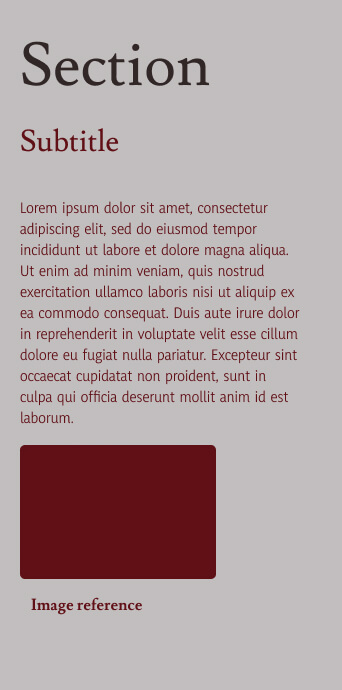 Section
Subtitle
Lorem ipsum dolor sit amet, consectetur
adipiscing elit, sed do eiusmod tempor
incididunt ut labore et dolore magna aliqua.
Ut enim ad minim veniam, quis nostrud
exercitation ullamco laboris nisi ut aliquip ex
ea commodo consequat. Duis aute irure dolor
in reprehenderit in voluptate velit esse cillum
dolore eu fugiat nulla pariatur. Excepteur sint
occaecat cupidatat non proident, sunt in
culpa qui officia deserunt mollit anim id est
laborum.
Image reference